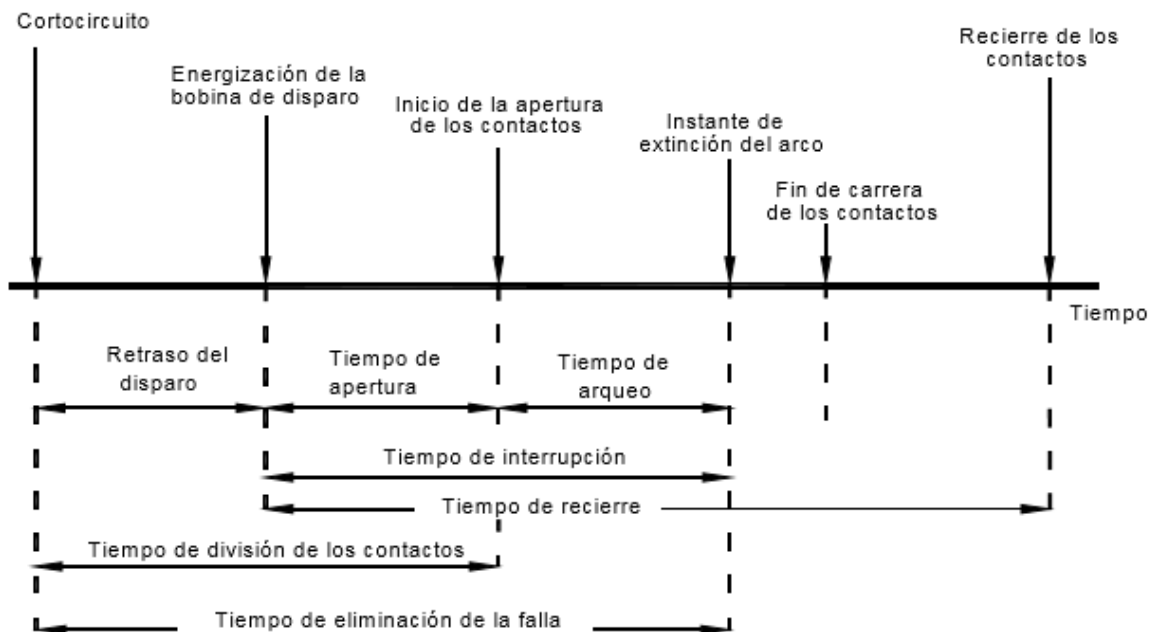 Cortocircuito
Energización de la
bobina de disparo
Inicio de la apertura
de los contactos
Instante de
extinción del arco
Fin de carrera
de los contactos
Recierre de los
contactos
Tiempo
Retraso del
disparo
Tiempo de
apertura
Tiempo de
arqueo
Tiempo de interrupción
Tiempo de recierre
Tiempo de división de los contactos
Tiempo de eliminación de la falla